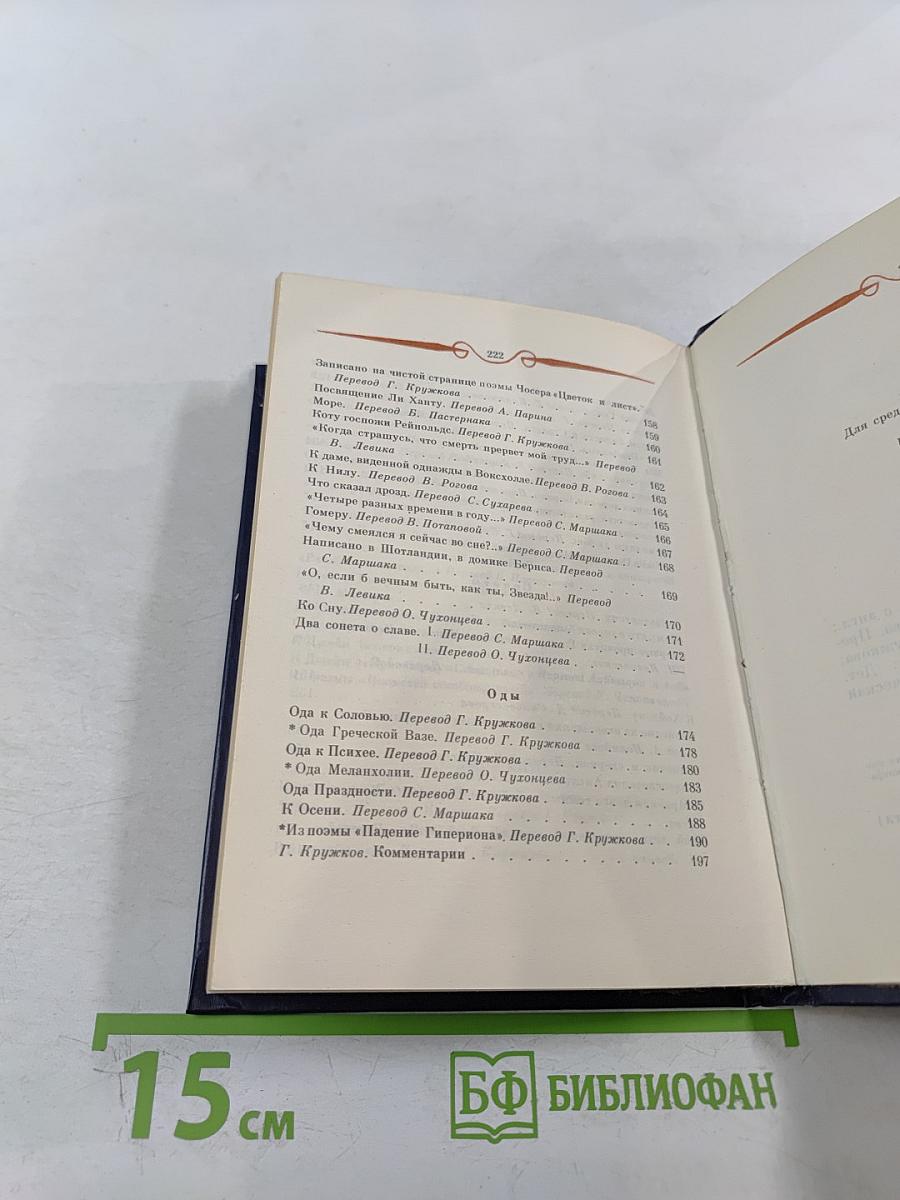 222
Записано на чистой странице поэмы Чосера «Цветок и лист».
Перевод Г. Кружкова . . . . . . . . . . 158
Посвящение Ли Ханту. Перевод А. Парина . . . . 159
Море. Перевод Б. Пастернака . . . . . . . . 160
Коту госпожи Рейнольдс. Перевод Г. Кружкова . . . 161
«Когда страшусь, что смерть прервет мой труд...» Перевод
В. Левика . . . . . . . . . . . . 162
К даме, виденной однажды в Воксхолле. Перевод В. Рогова . 163
К Нилу. Перевод В. Рогова . . . . . . . . 164
Что сказал дрозд. Перевод С. Сухарева . . . . . 165
«Четыре разных времени в году...» Перевод С. Маршака . . 166
Гомеру. Перевод В. Потаповой . . . . . . . 167
«Чему смеялся я сейчас во сне?..» Перевод С. Маршака . . 168
Написано в Шотландии, в домике Бернса. Перевод
С. Маршака . . . . . . . . . . . . 169
«О, если б вечным быть, как ты, Звезда!..» Перевод
В. Левика . . . . . . . . . . . . 170
Ко Сну. Перевод О. Чухонцева . . . . . . . 171
Два сонета о славе. I. Перевод С. Маршака . . . . 172
II. Перевод О. Чухонцева . . . . —
Оды
Ода к Соловью. Перевод Г. Кружкова . . . . . . 174
* Ода Греческой Вазе. Перевод Г. Кружкова . . . . 178
Ода к Психее. Перевод Г. Кружкова . . . . . . 180
* Ода Меланхолии. Перевод О. Чухонцева . . . . 183
Ода Праздности. Перевод Г. Кружкова . . . . . 185
К Осени. Перевод С. Маршака . . . . . . . 188
*Из поэмы «Падение Гипериона». Перевод Г. Кружкова . . 190
Г. Кружков. Комментарии . . . . . . . . . 197
Для сред
15 см
БФ БИБЛИОФАН